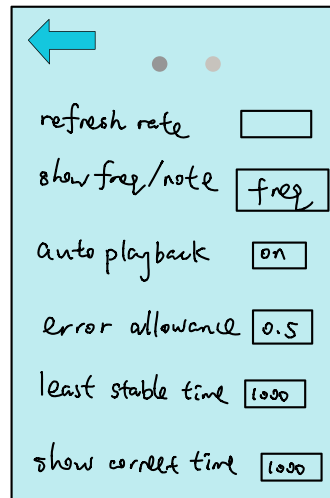 refresh rate
show freq/note freq
auto playback on
error allowance 0.5
least stable time 1000
show correct time 1000